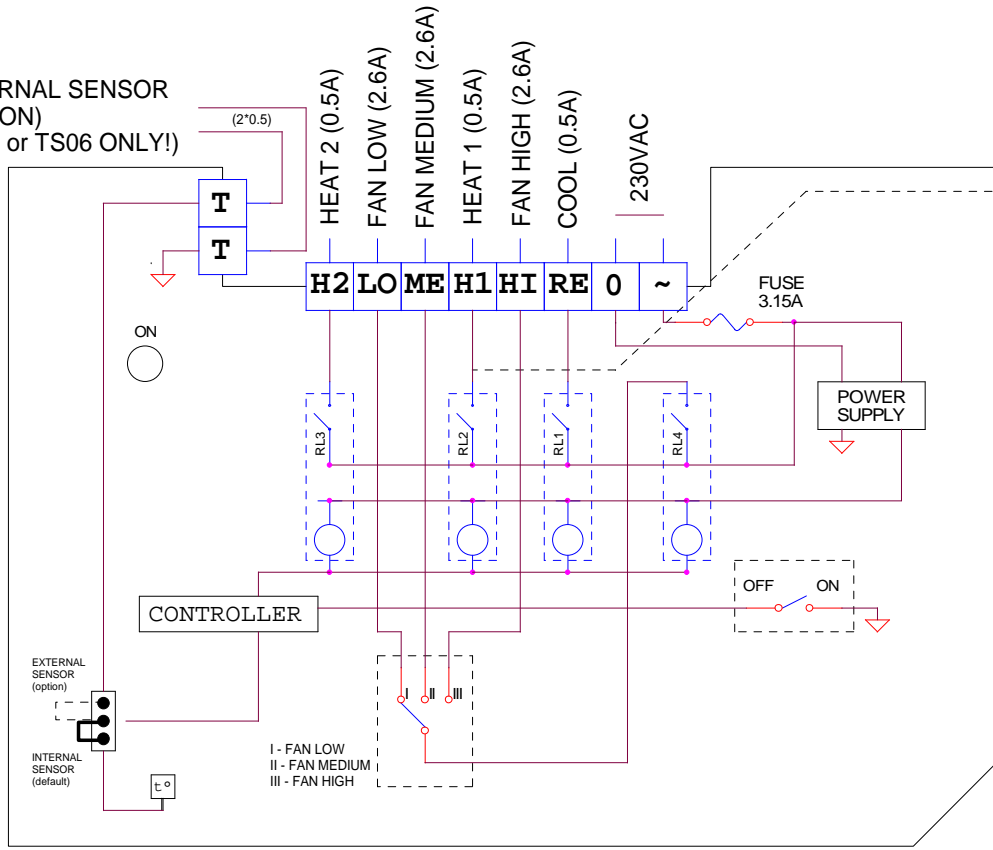 RNAL SENSOR
ON)
or TS06 ONLY!)
(2*0.5)
HEAT 2 (0.5A)
FAN LOW (2.6A)
FAN MEDIUM (2.6A)
HEAT 1 (0.5A)
FAN HIGH (2.6A)
COOL (0.5A)
230VAC
T
T
H2 LO ME H1 HI RE 0 ~
FUSE
3.15A
ON
POWER
SUPPLY
RL3
RL2
RL1
RL4
OFF ON
CONTROLLER
EXTERNAL
SENSOR
(option)
INTERNAL
SENSOR
(default)
t°
I II III
I - FAN LOW
II - FAN MEDIUM
III - FAN HIGH